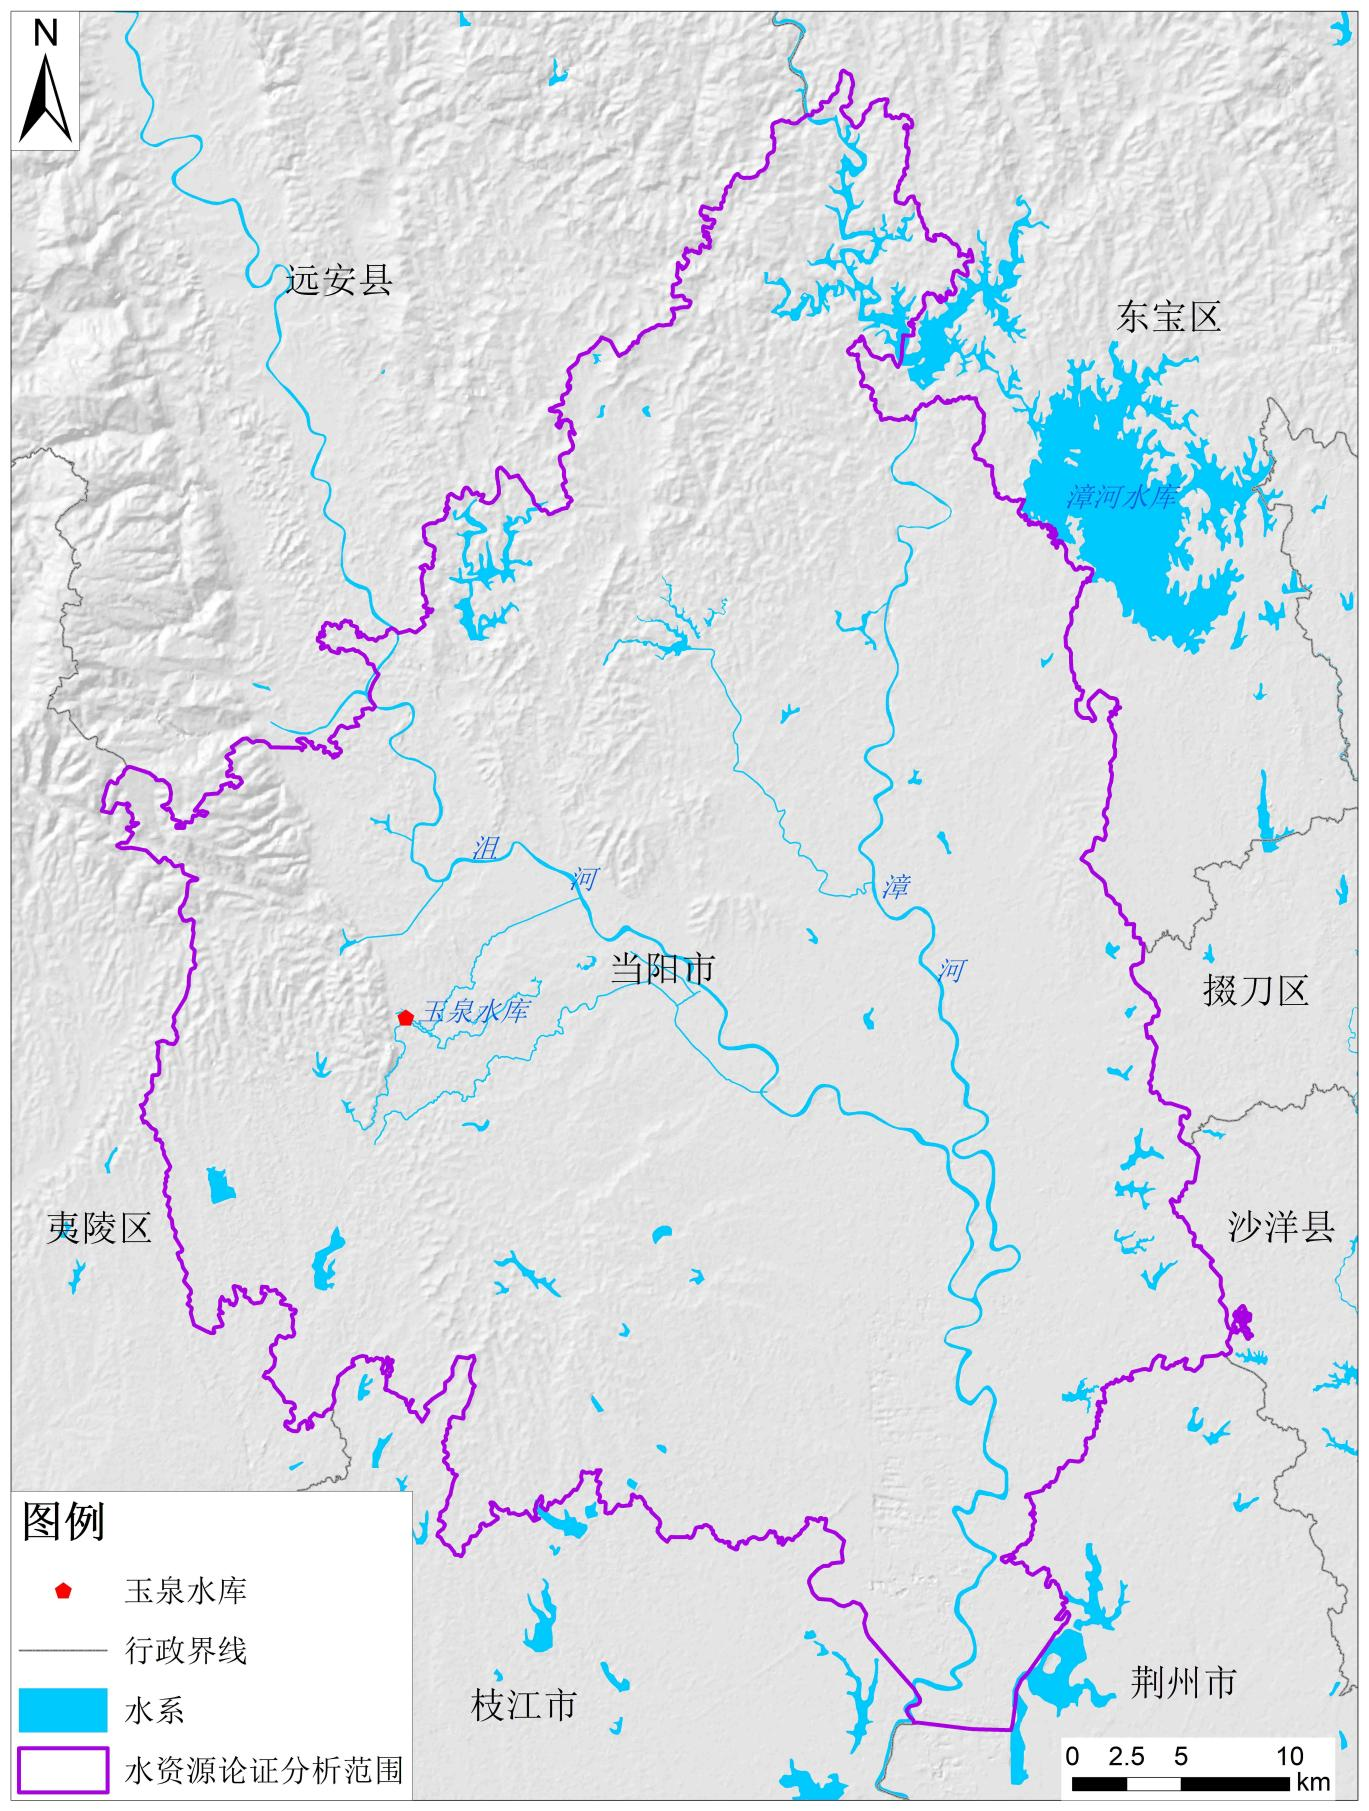 N
远安县
东宝区
漳河水库
沮
河
漳
当阳市
河
掇刀区
玉泉水库
夷陵区
沙洋县
图例
玉泉水库
行政界线
水系
水资源论证分析范围
枝江市
荆州市
0 2.5 5 10
km